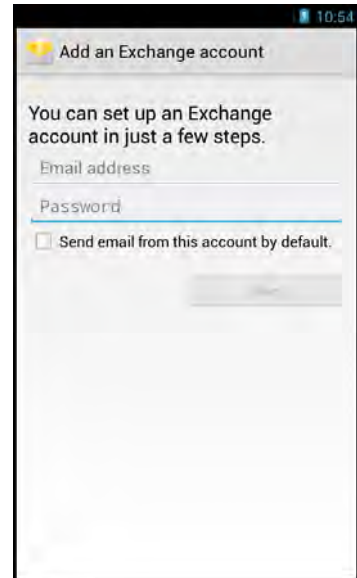 10:54
Add an Exchange account
You can set up an Exchange
account in just a few steps.
Email address
Password
Send email from this account by default.